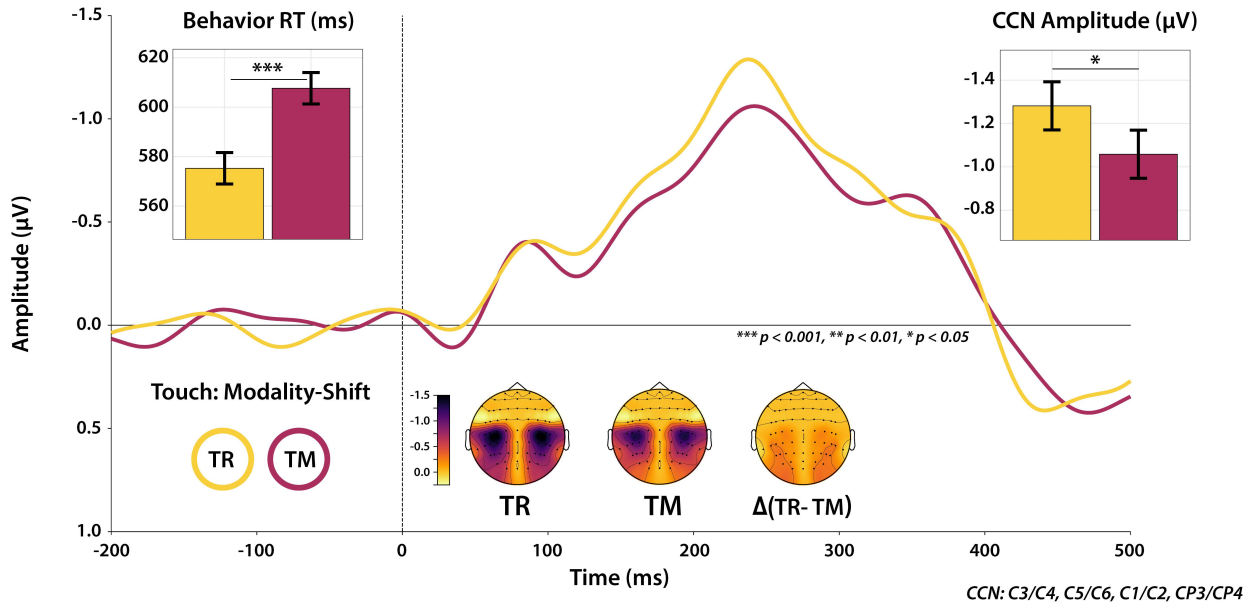 Behavior RT (ms)
620
600
580
560
***
CCN Amplitude (µV)
-1.4
-1.2
-1.0
-0.8
*
Amplitude (µV)
-1.5
-1.0
-0.5
0.0
0.5
1.0
*** p < 0.001, ** p < 0.01, * p < 0.05
Touch: Modality-Shift
TR
TM
-1.5
-1.0
-0.5
0.0
TR
TM
Δ(TR- TM)
-200
-100
0
100
200
300
400
500
Time (ms)
CCN: C3/C4, C5/C6, C1/C2, CP3/CP4